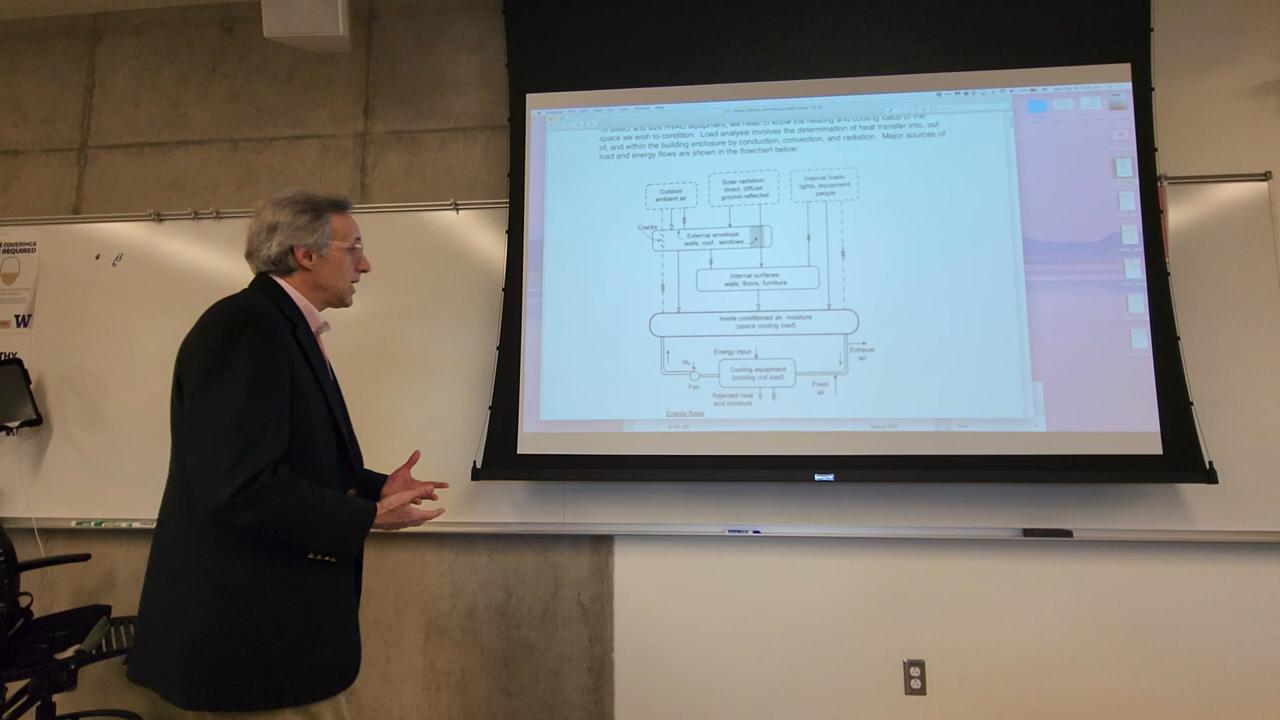 To select and size HVAC equipment, we need to know the heating and cooling loads of the
space we wish to condition. Load analysis involves the determination of heat transfer into, out
of, and within the building enclosure by conduction, convection, and radiation. Major sources of
load and energy flows are shown in the flowchart below:
Outdoor
ambient air
Solar radiation:
direct, diffuse,
ground-reflected
Internal loads:
lights, equipment,
people
Cracks
External envelope:
walls, roof, windows
Internal surfaces:
walls, floors, furniture
Inside conditioned air, moisture
(space cooling load)
Energy input
Exhaust
air
Cooling equipment
(cooling coil load)
Fan
Fresh
air
Rejected heat
and moisture
Energy flows
COVERINGS
REQUIRED
W
THY